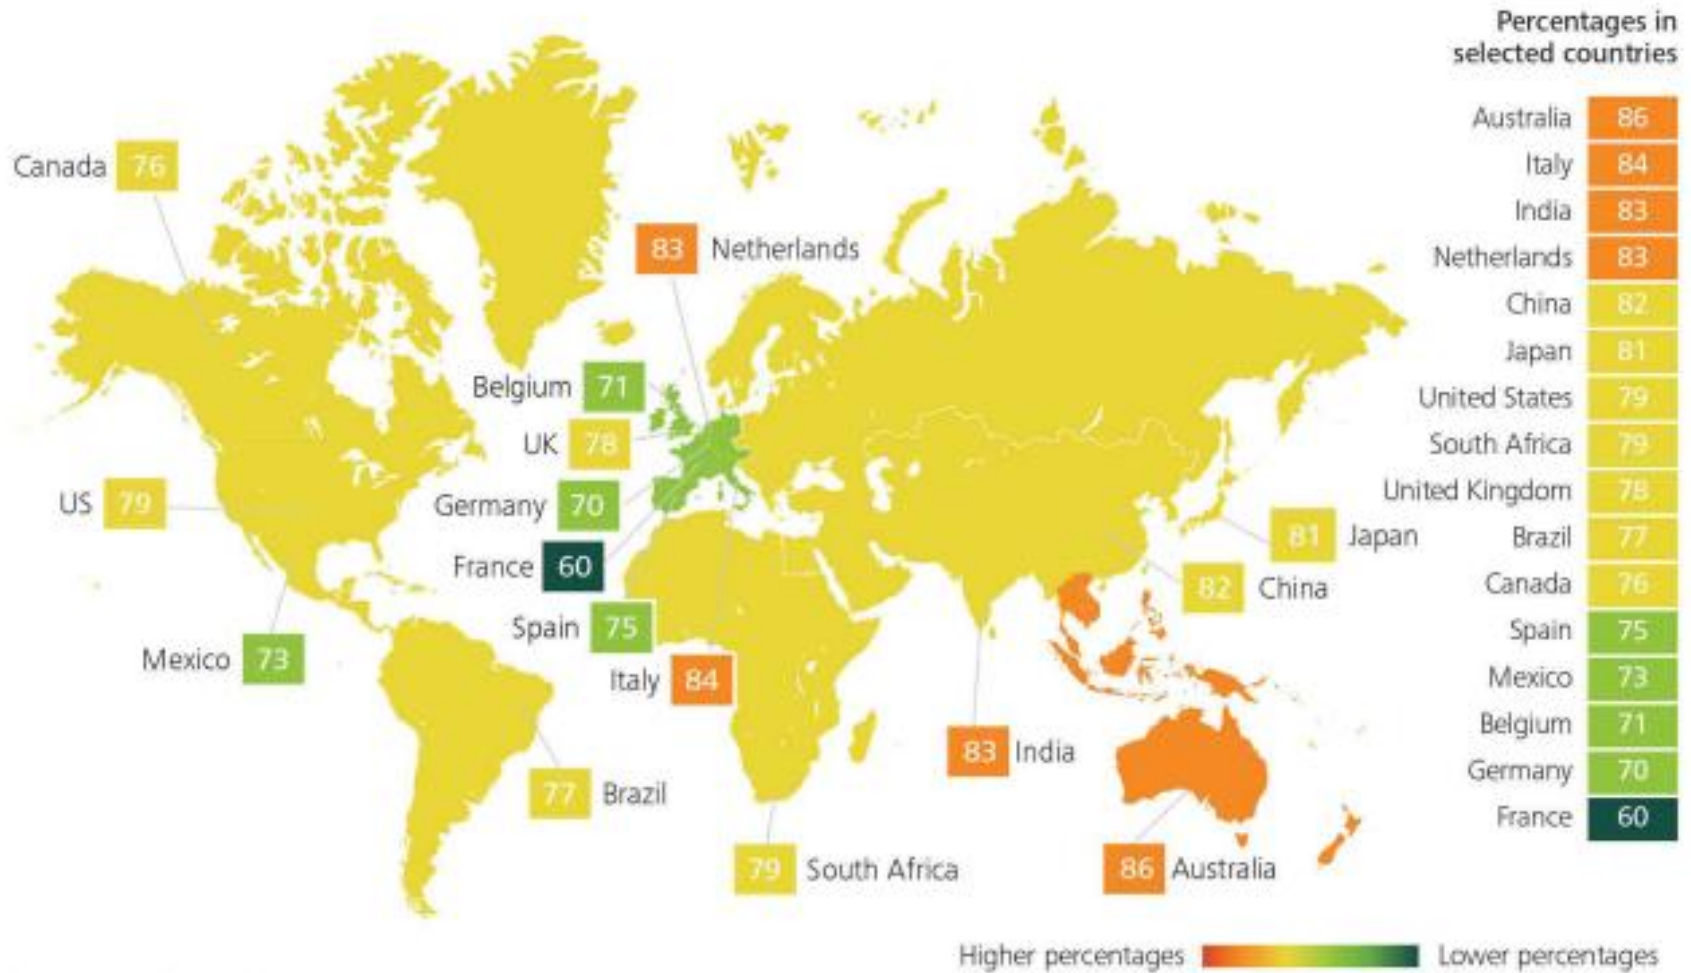 Percentages in
selected countries
Australia 86
Italy 84
India 83
Netherlands 83
China 82
Japan 81
United States 79
South Africa 79
United Kingdom 78
Brazil 77
Canada 76
Spain 75
Mexico 73
Belgium 71
Germany 70
France 60
Canada 76
83 Netherlands
Belgium 71
UK 78
US 79
Germany 70
81 Japan
France 60
82 China
Spain 75
Mexico 73
Italy 84
83 India
77 Brazil
79 South Africa
86 Australia
Higher percentages Lower percentages